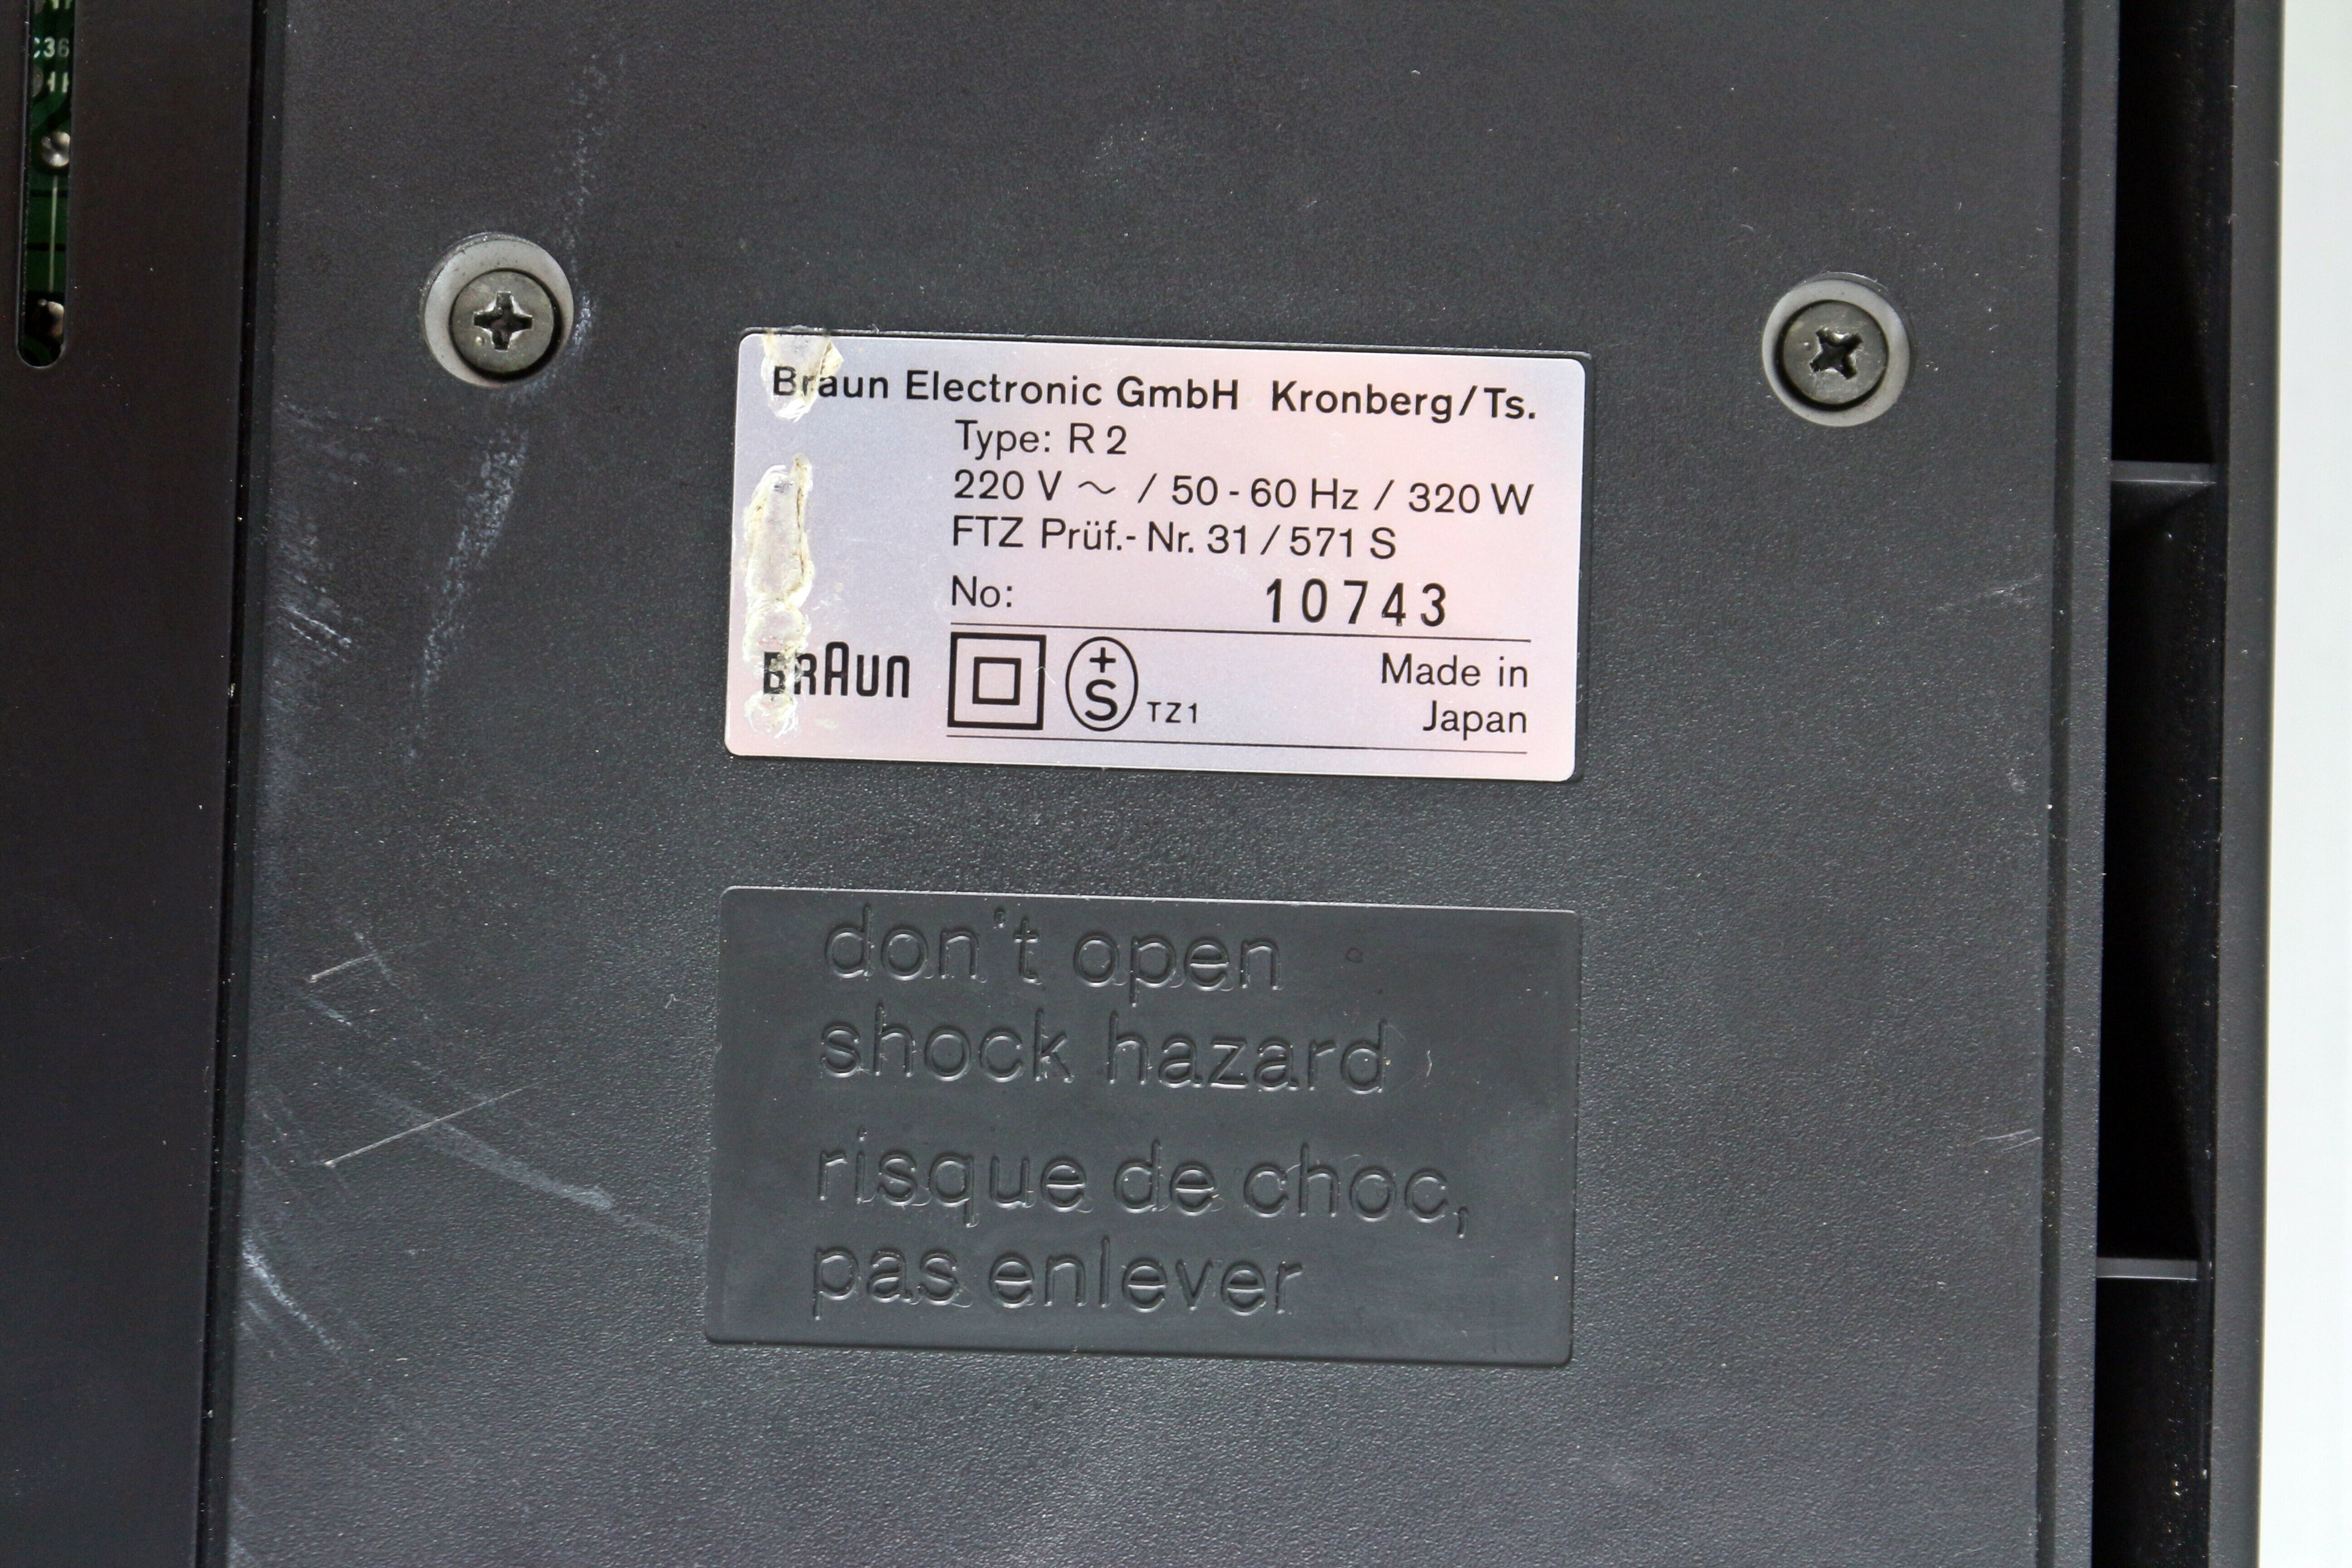 C36
Braun Electronic GmbH Kronberg/Ts.
Type: R 2
220 V ~ / 50 - 60 Hz / 320 W
FTZ Prüf.- Nr. 31 / 571 S
No: 10743
BRAUN
+
S
TZ1
Made in
Japan
don't open
shock hazard
risque de choc,
pas enlever